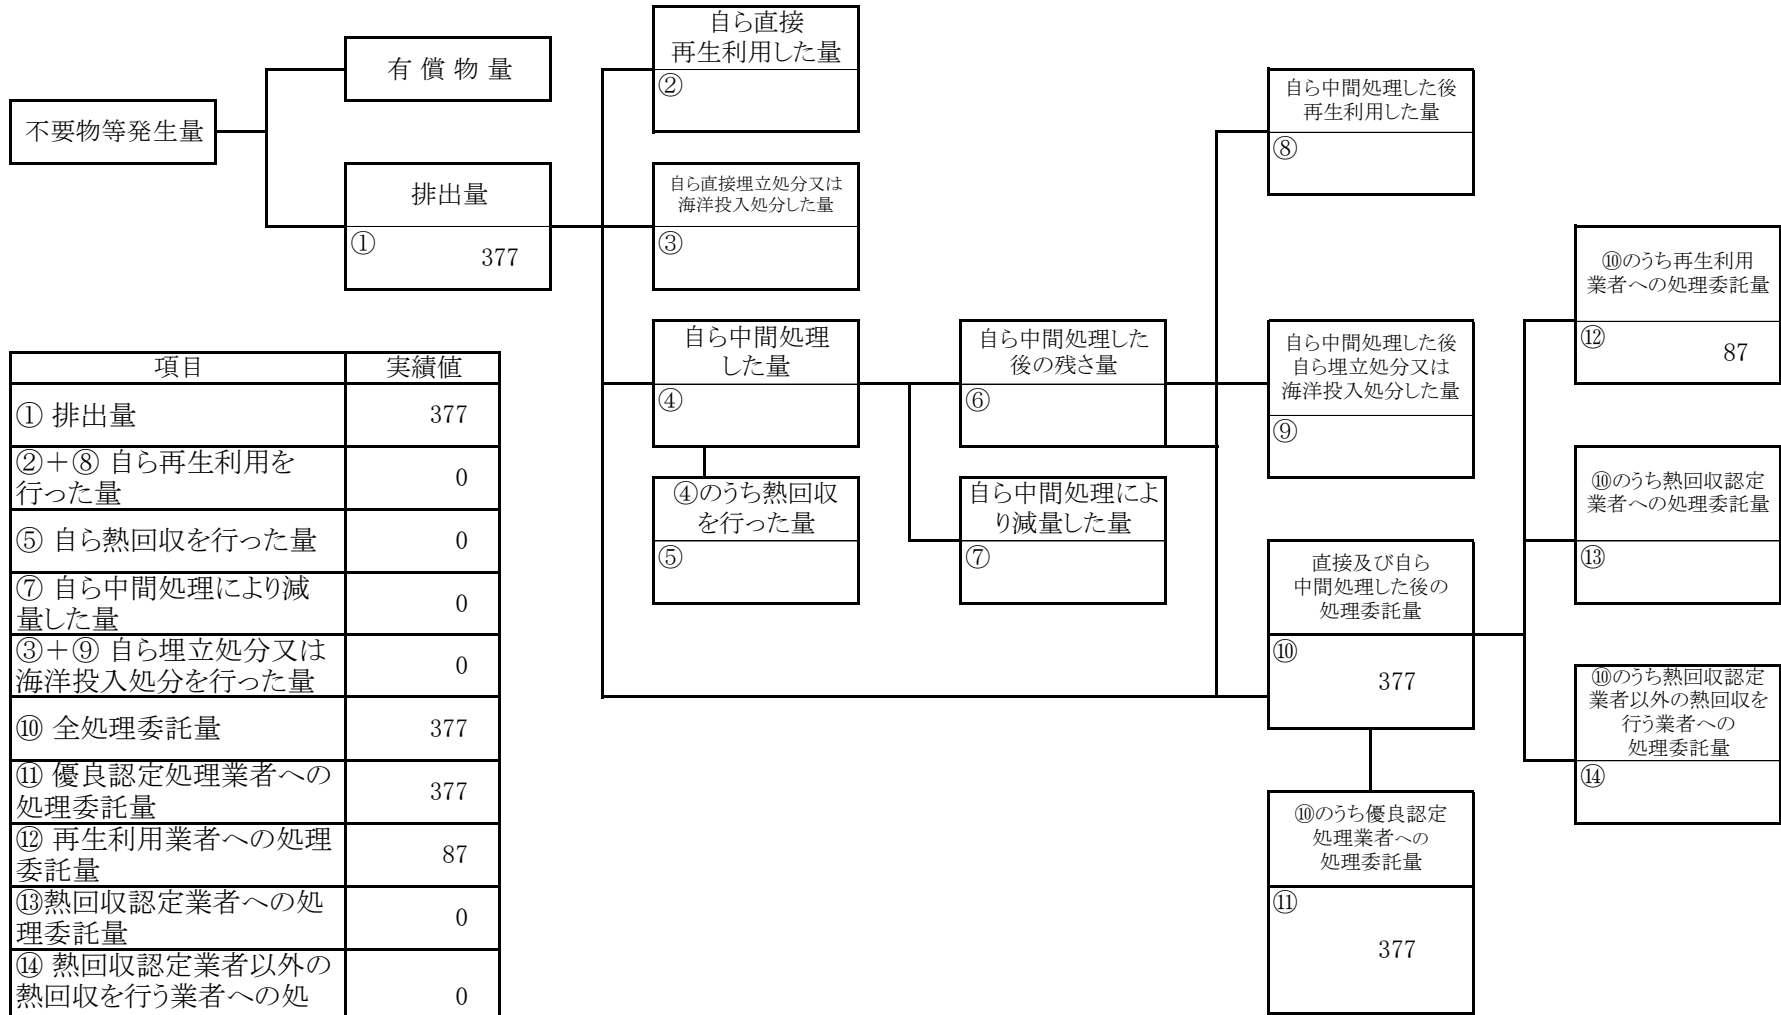 不要物等発生量
有 償 物 量
排出量
①
377
自ら直接
再生利用した量
②
自ら直接埋立処分又は
海洋投入処分した量
③
自ら中間処理
した量
④
④のうち熱回収
を行った量
⑤
自ら中間処理した
後の残さ量
⑥
自ら中間処理によ
り減量した量
⑦
自ら中間処理した後
再生利用した量
⑧
自ら中間処理した後
自ら埋立処分又は
海洋投入処分した量
⑨
直接及び自ら
中間処理した後の
処理委託量
⑩
377
⑩のうち優良認定
処理業者への
処理委託量
⑪
377
⑩のうち再生利用
業者への処理委託量
⑫
87
⑩のうち熱回収認定
業者への処理委託量
⑬
⑩のうち熱回収認定
業者以外の熱回収を
行う業者への
処理委託量
⑭
項目 実績値
① 排出量 377
②＋⑧ 自ら再生利用を
行った量 0
⑤ 自ら熱回収を行った量 0
⑦ 自ら中間処理により減
量した量 0
③＋⑨ 自ら埋立処分又は
海洋投入処分を行った量 0
⑩ 全処理委託量 377
⑪ 優良認定処理業者への
処理委託量 377
⑫ 再生利用業者への処理
委託量 87
⑬熱回収認定業者への処
理委託量 0
⑭ 熱回収認定業者以外の
熱回収を行う業者への処 0